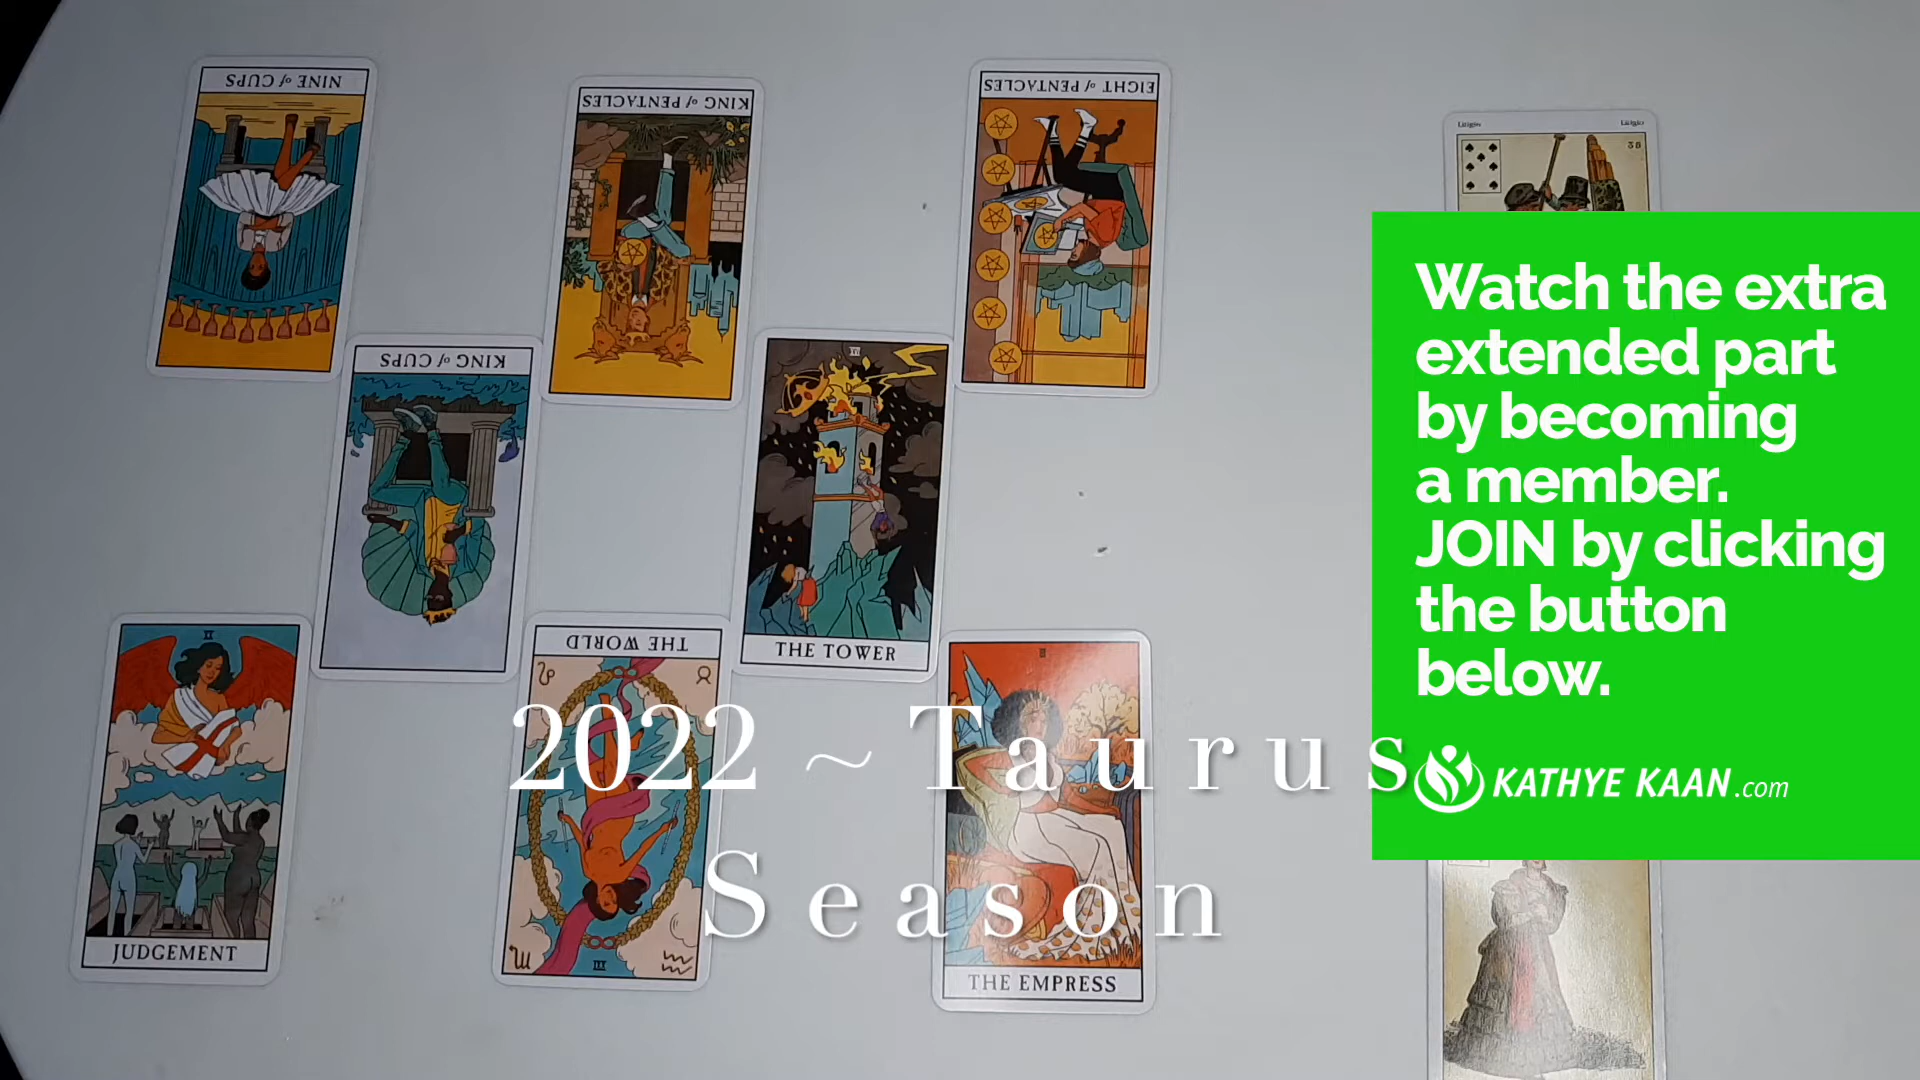 NINE of CUPS
KING of PENTACLES
EIGHT of PENTACLES
KING of CUPS
THE TOWER
JUDGEMENT
THE WORLD
THE EMPRESS
2022 ~ Taurus
Season
Watch the extra
extended part
by becoming
a member.
JOIN by clicking
the button
below.
KATHYE KAAN.com